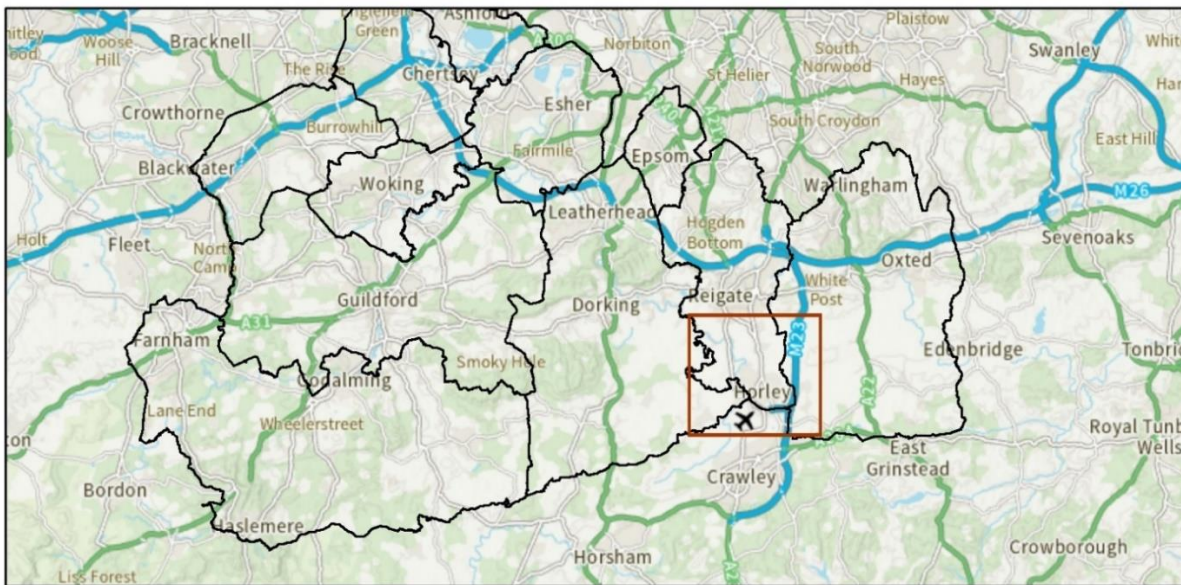 Englefield
Green
Ashford
Plaistow
Woose
Hill
Bracknell
Norbiton
South
Norwood
Swanley
The Rise
Chertsey
St Helier
Hayes
Crowthorne
Esher
Burrowhill
South Croydon
East Hill
Blackwater
Fairmile
Epsom
Woking
Warlingham
M26
Leatherhead
Hogden
Bottom
Holt
Fleet
North
Camp
Sevenoaks
Oxted
White
Post
Guildford
Dorking
Reigate
A31
Farnham
M23
Smoky Hole
Edenbridge
Tonbri
Godalming
Horley
Lane End
A22
Wheelerstreet
Royal Tunb
Wells
East
Grinstead
Crawley
Bordon
Haslemere
Horsham
Crowborough
Liss Forest